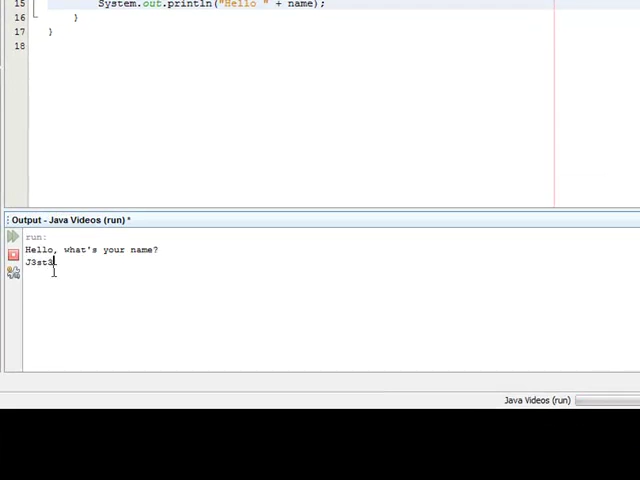 15 System.out.println("Hello " + name);
16 }
17 }
18
Output - Java Videos (run) *
run:
Hello, what's your name?
J3st3
Java Videos (run)